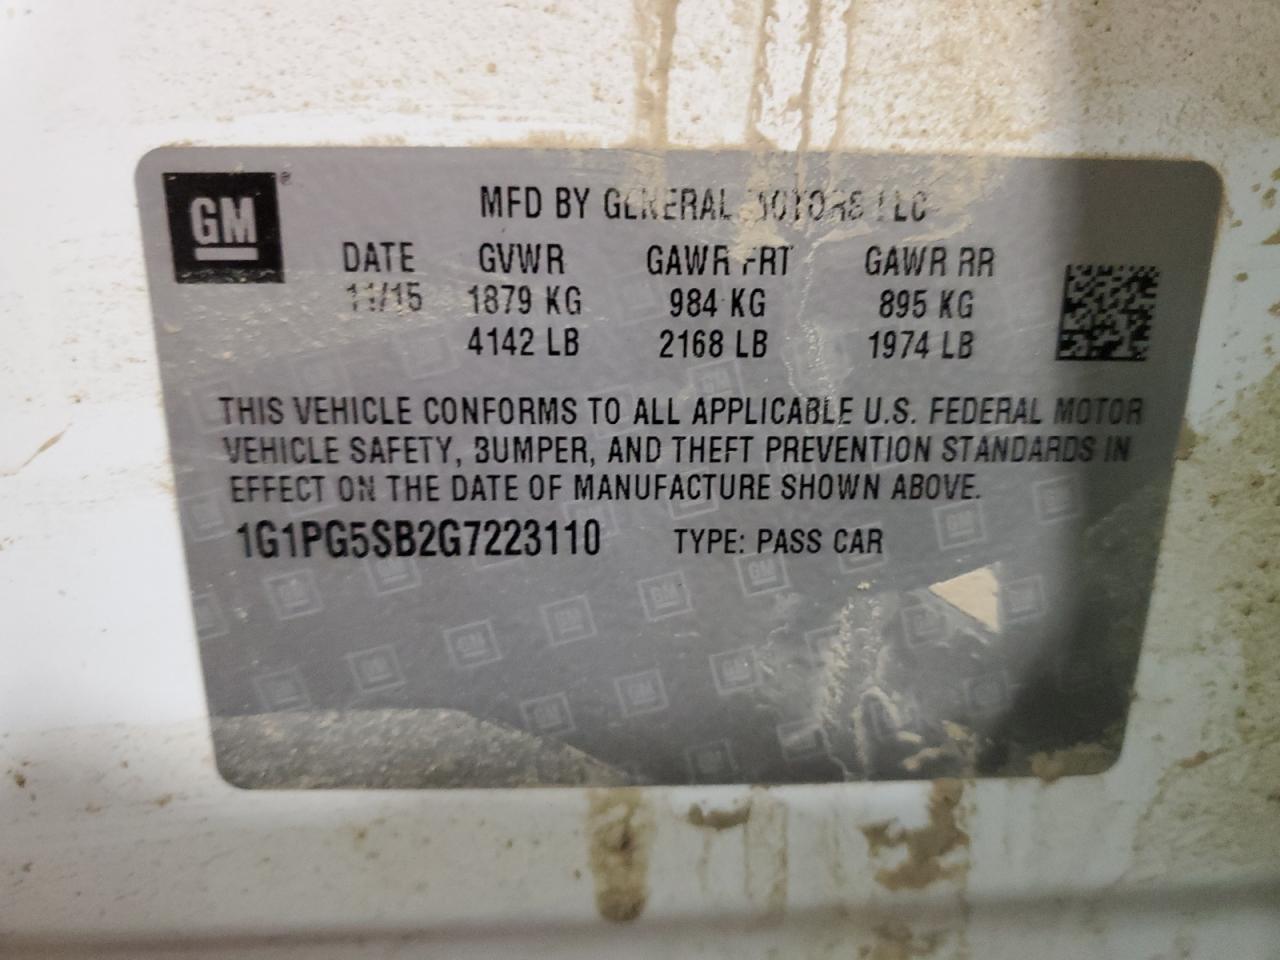 GM®
MFD BY GENERAL MOTORS LLC
DATE GVWR GAWR FRT GAWR RR
11/15 1879 KG 984 KG 895 KG
4142 LB 2168 LB 1974 LB
THIS VEHICLE CONFORMS TO ALL APPLICABLE U.S. FEDERAL MOTOR
VEHICLE SAFETY, BUMPER, AND THEFT PREVENTION STANDARDS IN
EFFECT ON THE DATE OF MANUFACTURE SHOWN ABOVE.
1G1PG5SB2G7223110 TYPE: PASS CAR